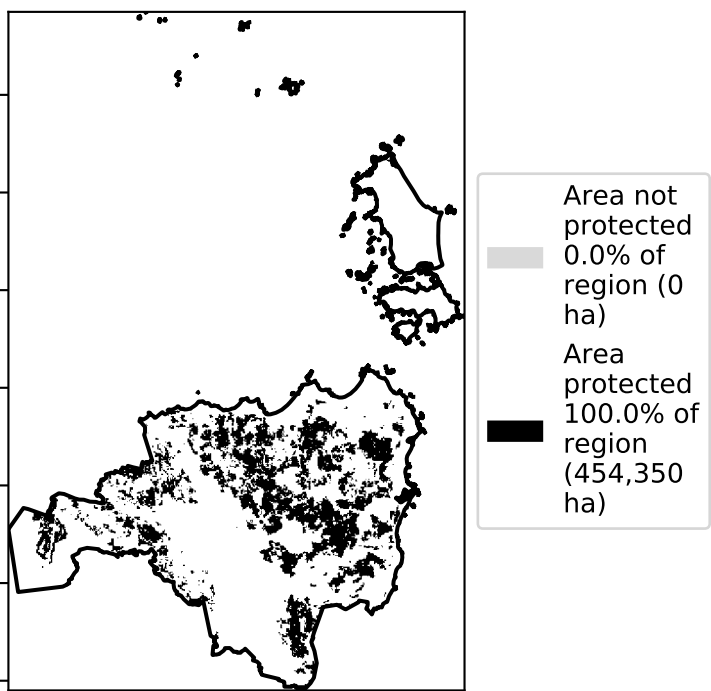 Area not
protected
0.0% of
region (0
ha)
Area
protected
100.0% of
region
(454,350
ha)